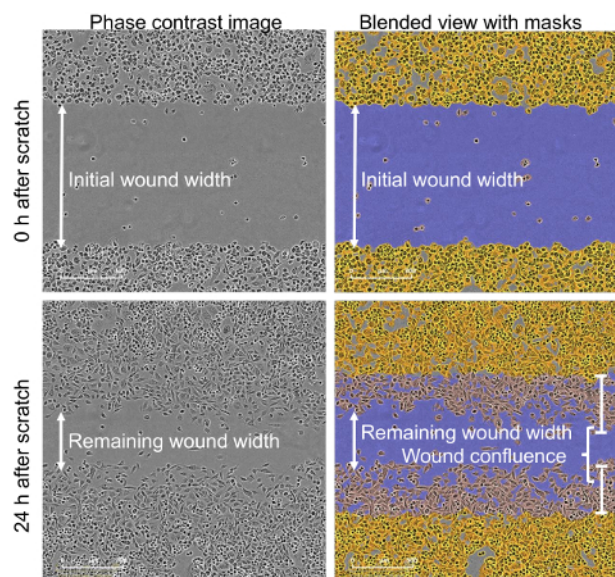 Phase contrast image
Blended view with masks
0 h after scratch
Initial wound width
Initial wound width
24 h after scratch
Remaining wound width
Remaining wound width
Wound confluence